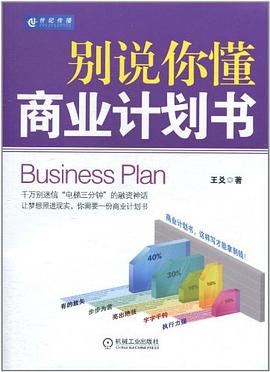 世纪传播
别说你懂
商业计划书
Business Plan
王爻◎著
千万别迷信“电梯三分钟”的融资神话
让梦想照进现实，你需要一份商业计划书
商业计划书，这样写才能拿到钱！
40%
30%
10%
10%
10%
有的放矢
步步为营
亮出绝技
字字千钧
执行力强
机械工业出版社
CHINA MACHINE PRESS